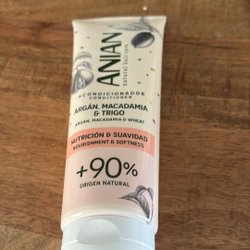 ANIAN
ACONDICIONADOR
CONDITIONER
ARGÁN, MACADAMIA
& TRIGO
ARGAN, MACADAMIA & WHEAT
NUTRICIÓN & SUAVIDAD
NOURISHMENT & SOFTNESS
+90%
ORIGEN NATURAL